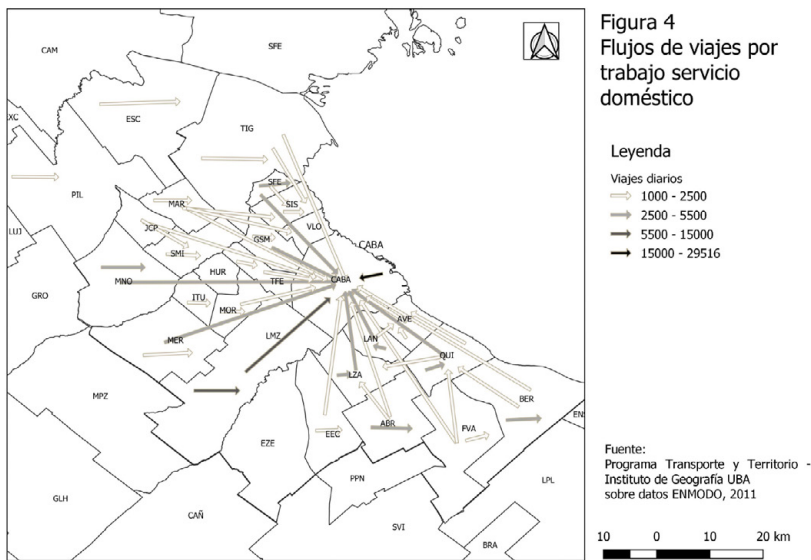 Figura 4
Flujos de viajes por
trabajo servicio
doméstico
Leyenda
Viajes diarios
1000 - 2500
2500 - 5500
5500 - 15000
15000 - 29516
Fuente:
Programa Transporte y Territorio -
Instituto de Geografía UBA
sobre datos ENMODO, 2011
10 0 10 20 km
CAM
SFE
ESC
XC
TIG
PIL
SFE
MAR
SIS
LUJ
JCP
VLO
GSM
SMI
CABA
HUR
MNO
TFE
CABA
GRO
ITU
MOR
AVE
MER
LMZ
LAN
QUI
LZA
MPZ
BER
ABR
ENS
EZE
EEC
FVA
PPN
LPL
GLH
CAÑ
SVI
BRA